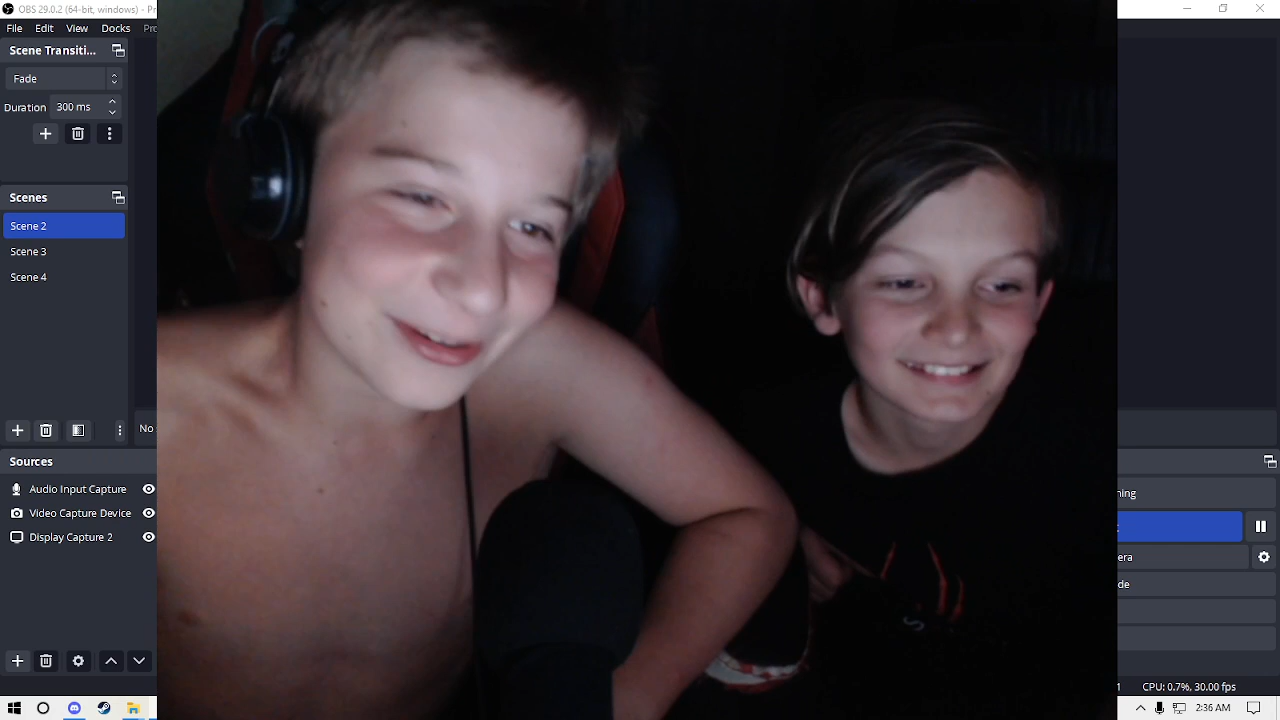 OBS 29.0.2 (64-bit, windows) - Pr
File Edit View Docks Pro
Scene Transiti...
Fade
Duration 300 ms
Scenes
Scene 2
Scene 3
Scene 4
No
Sources
Audio Input Capture
Video Capture Device
Display Capture 2
ning
era
de
1 CPU: 0.7%, 30.00 fps
2:36 AM